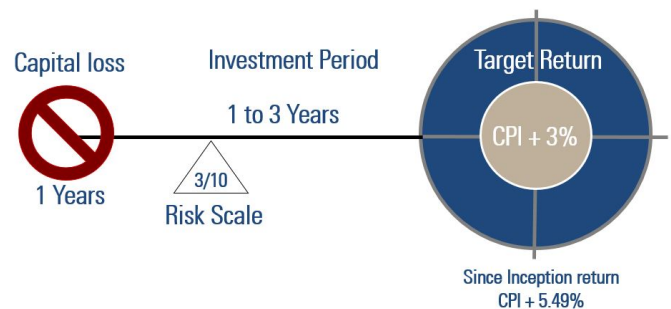 Capital loss
1 Years
Investment Period
1 to 3 Years
3/10
Risk Scale
Target Return
CPI + 3%
Since Inception return
CPI + 5.49%